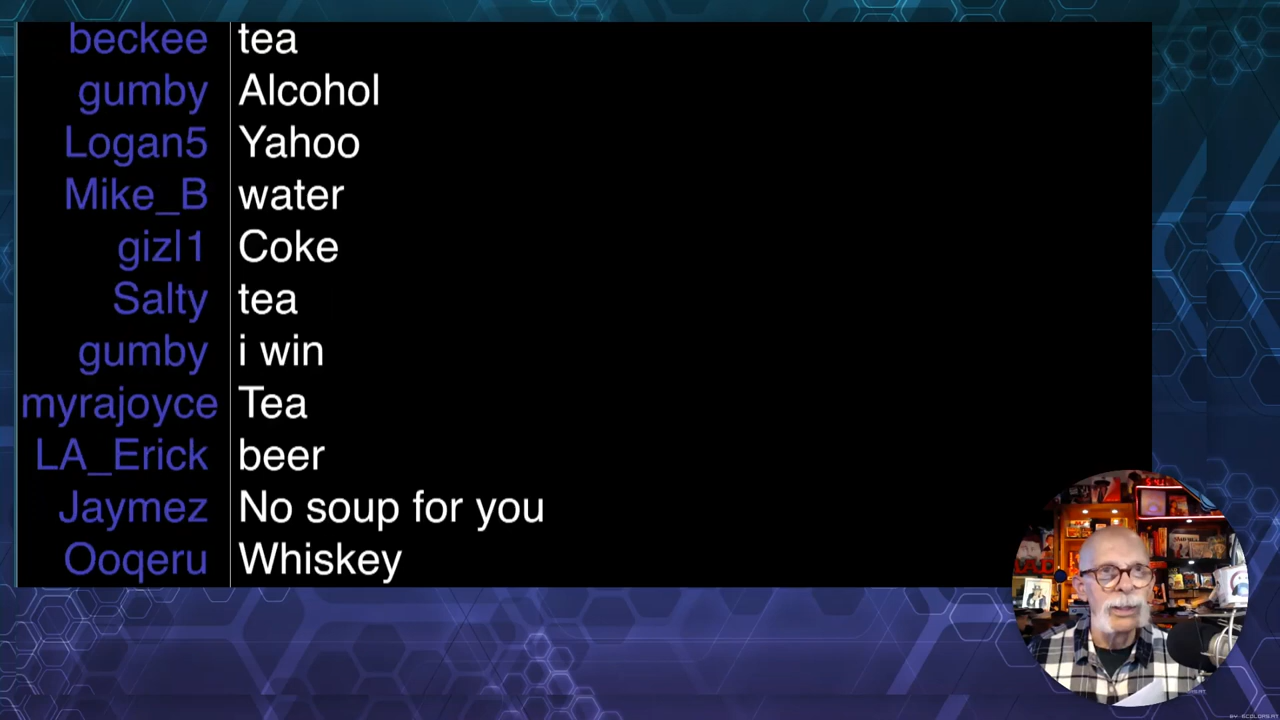 beckee tea
gumby Alcohol
Logan5 Yahoo
Mike_B water
gizl1 Coke
Salty tea
gumby i win
myrajoyce Tea
LA_Erick beer
Jaymez No soup for you
Ooqeru Whiskey